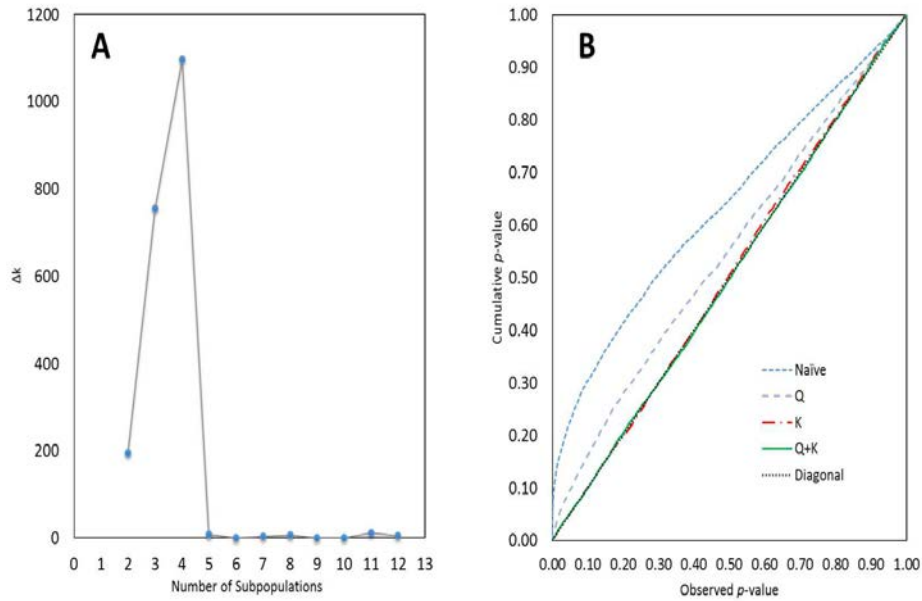 A
1200
1000
800
600
400
200
0
Δk
0 1 2 3 4 5 6 7 8 9 10 11 12 13
Number of Subpopulations
B
1.00
0.90
0.80
0.70
0.60
0.50
0.40
0.30
0.20
0.10
0.00
Cumulative p-value
Naïve
Q
K
Q+K
Diagonal
0.00 0.10 0.20 0.30 0.40 0.50 0.60 0.70 0.80 0.90 1.00
Observed p-value